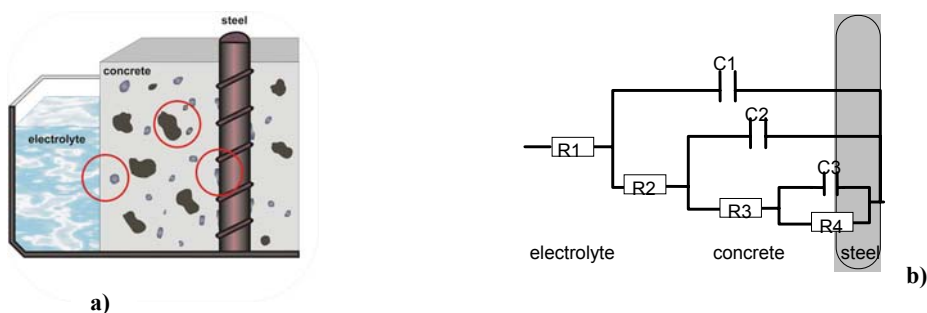 steel
concrete
electrolyte
a)
C1
C2
R1
C3
R2
R3
R4
electrolyte
concrete
steel
b)